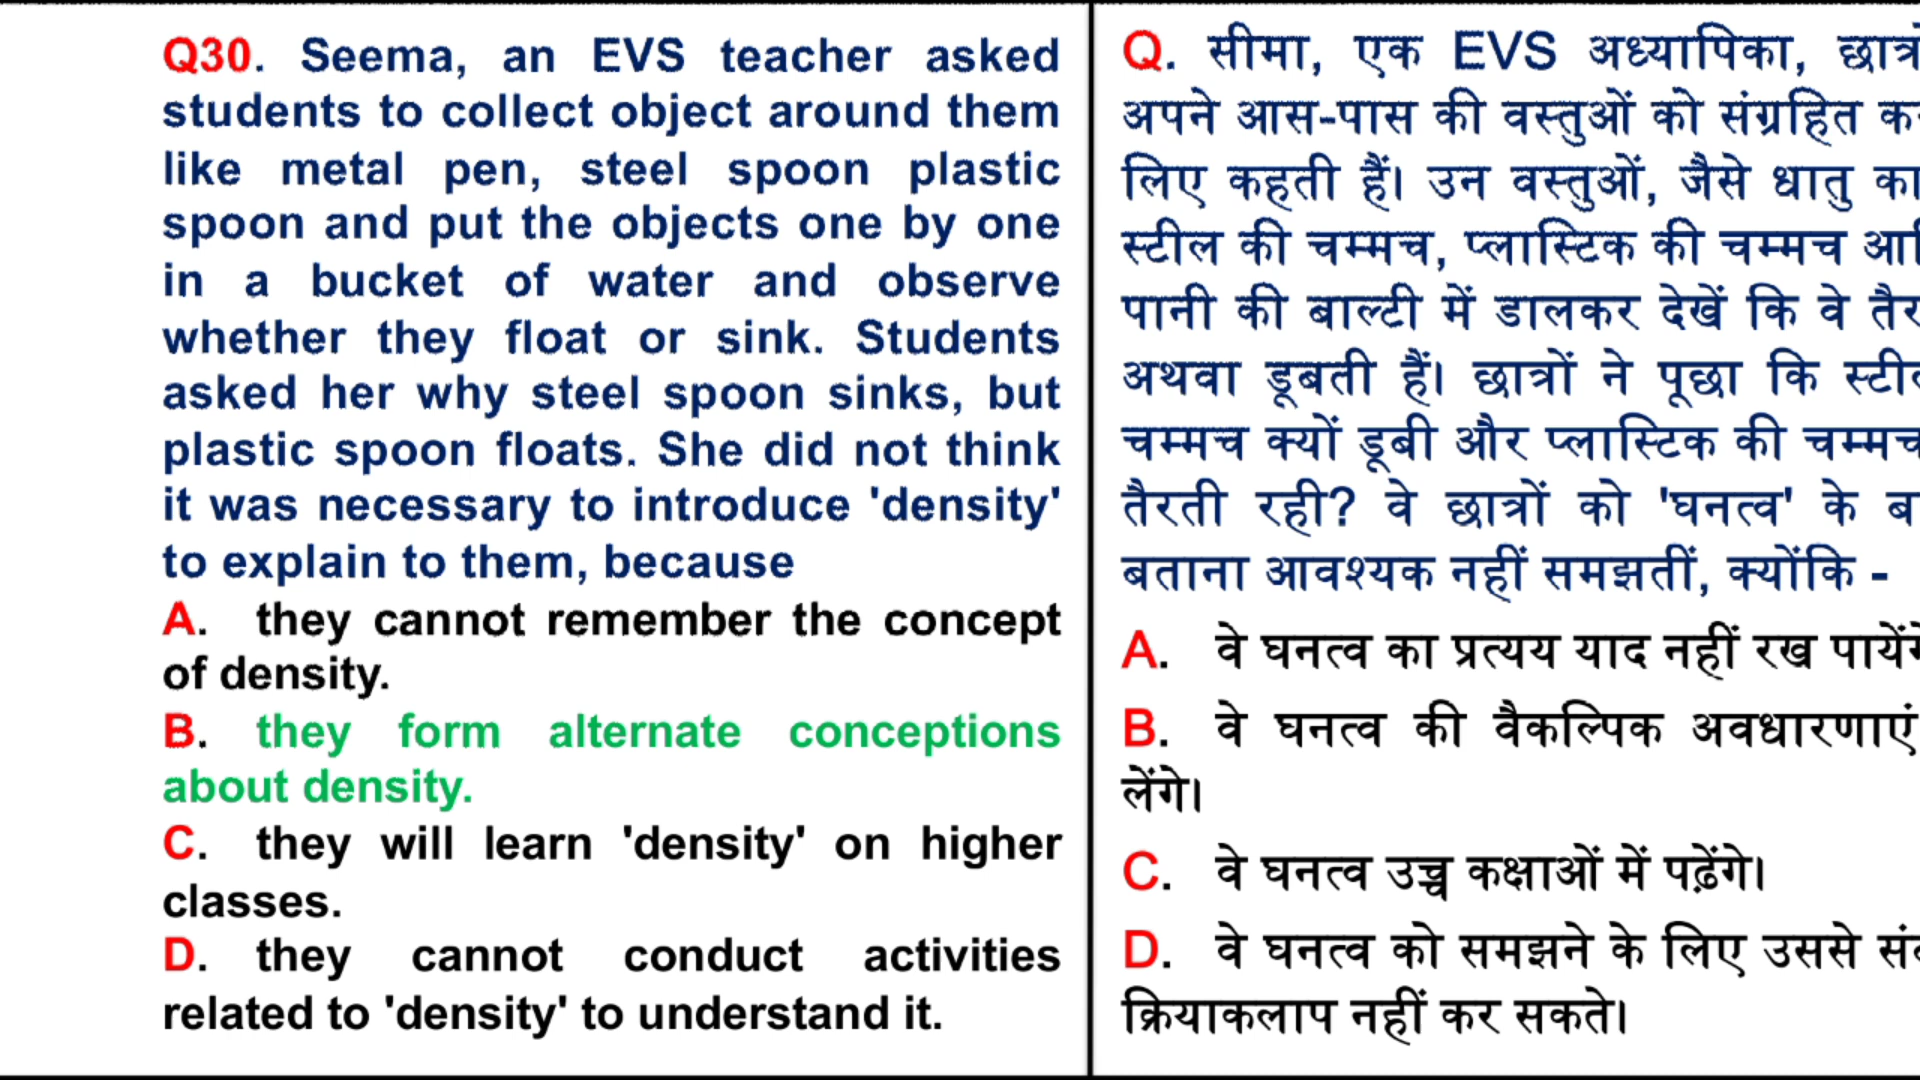 Q30. Seema, an EVS teacher asked
students to collect object around them
like metal pen, steel spoon plastic
spoon and put the objects one by one
in a bucket of water and observe
whether they float or sink. Students
asked her why steel spoon sinks, but
plastic spoon floats. She did not think
it was necessary to introduce 'density'
to explain to them, because
A. they cannot remember the concept
of density.
B. they form alternate conceptions
about density.
C. they will learn 'density' on higher
classes.
D. they cannot conduct activities
related to 'density' to understand it.
Q. सीमा, एक EVS अध्यापिका,
अपने आस-पास की वस्तुओं को संग्रहित
लिए कहती हैं। उन वस्तुओं, जैसे धातु का
स्टील की चम्मच, प्लास्टिक की चम्मच
पानी की बाल्टी में डालकर देखें कि वे
अथवा डूबती हैं। छात्रों ने पूछा कि
चम्मच क्यों डूबी और प्लास्टिक की चम्मच
तैरती रही? वे छात्रों को 'घनत्व' के
बताना आवश्यक नहीं समझतीं, क्योंकि -
A. वे घनत्व का प्रत्यय याद नहीं रख
B. वे घनत्व की वैकल्पिक अवधारणाएं
लेंगे।
C. वे घनत्व उच्च कक्षाओं में पढ़ेंगे।
D. वे घनत्व को समझने के लिए उससे
क्रियाकलाप नहीं कर सकते।